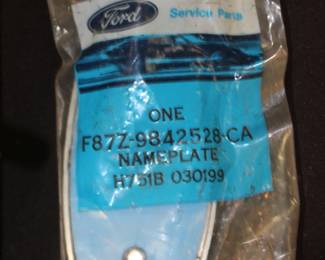 Ford Service Parts
ONE
F87Z-9842528-CA
NAMEPLATE
H751B 030199